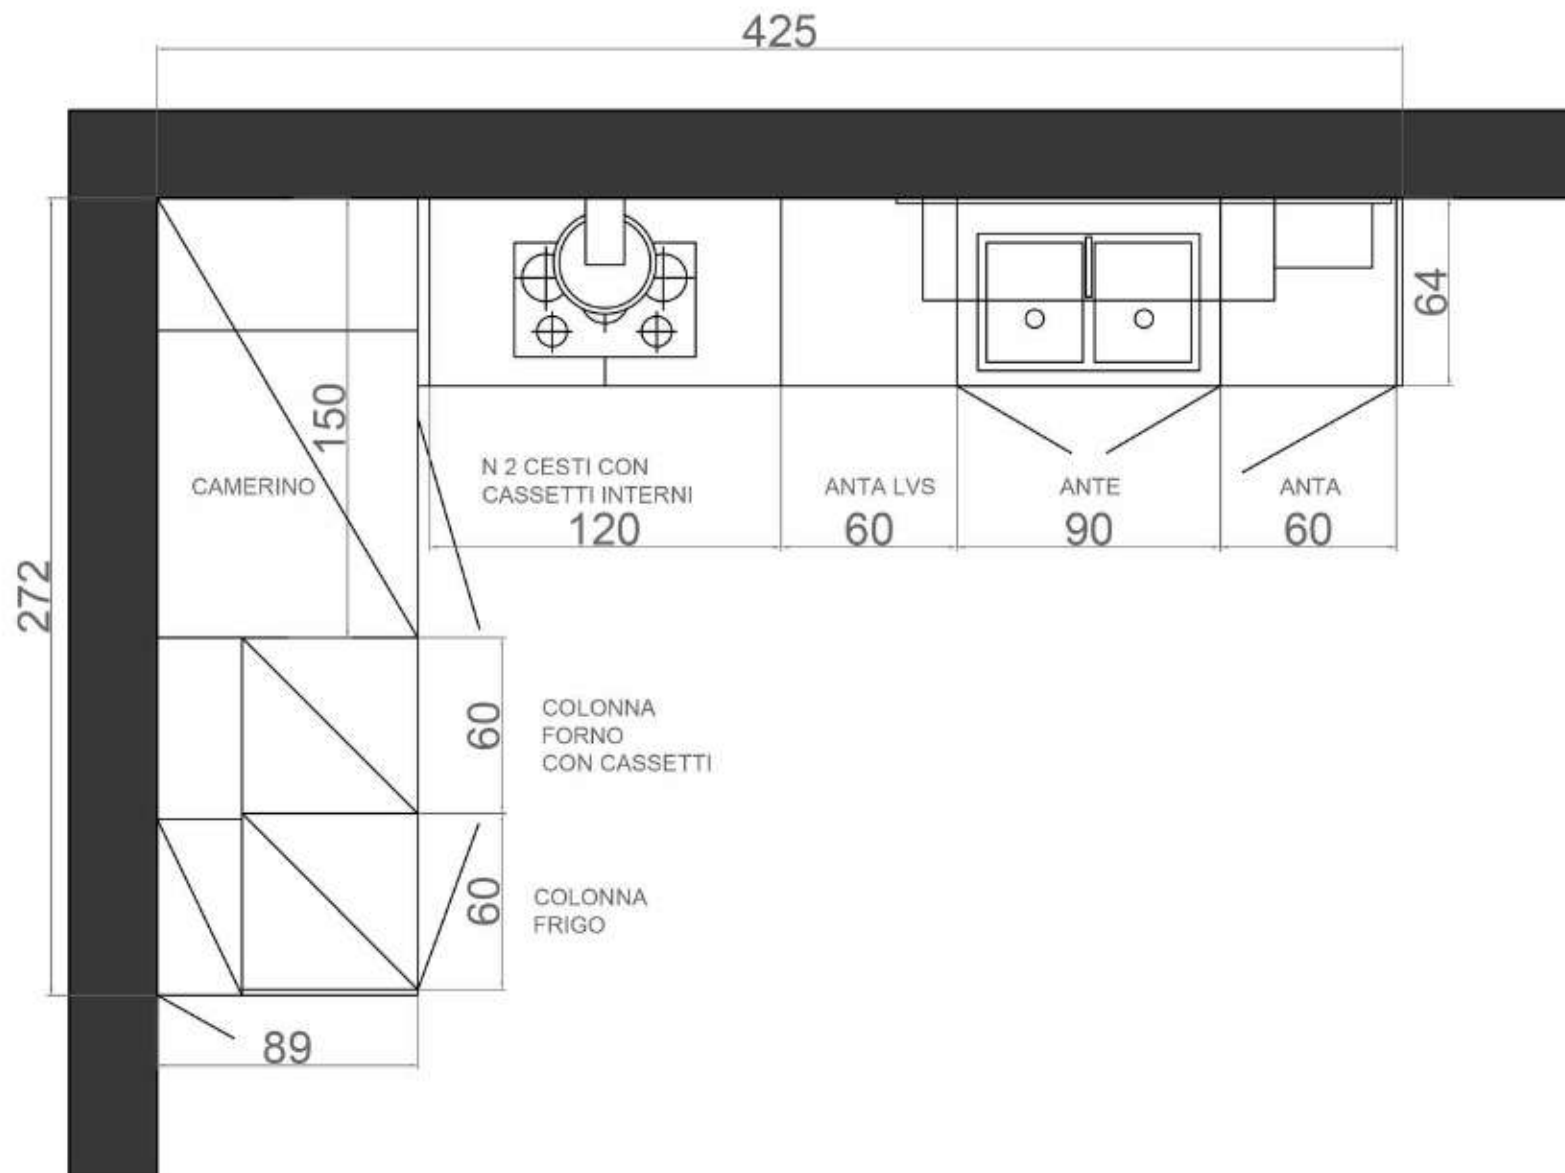 425
64
150
CAMERINO
N 2 CESTI CON
CASSETTI INTERNI
120
ANTA LVS
60
ANTE
90
ANTA
60
272
60
COLONNA
FORNO
CON CASSETTI
60
COLONNA
FRIGO
89